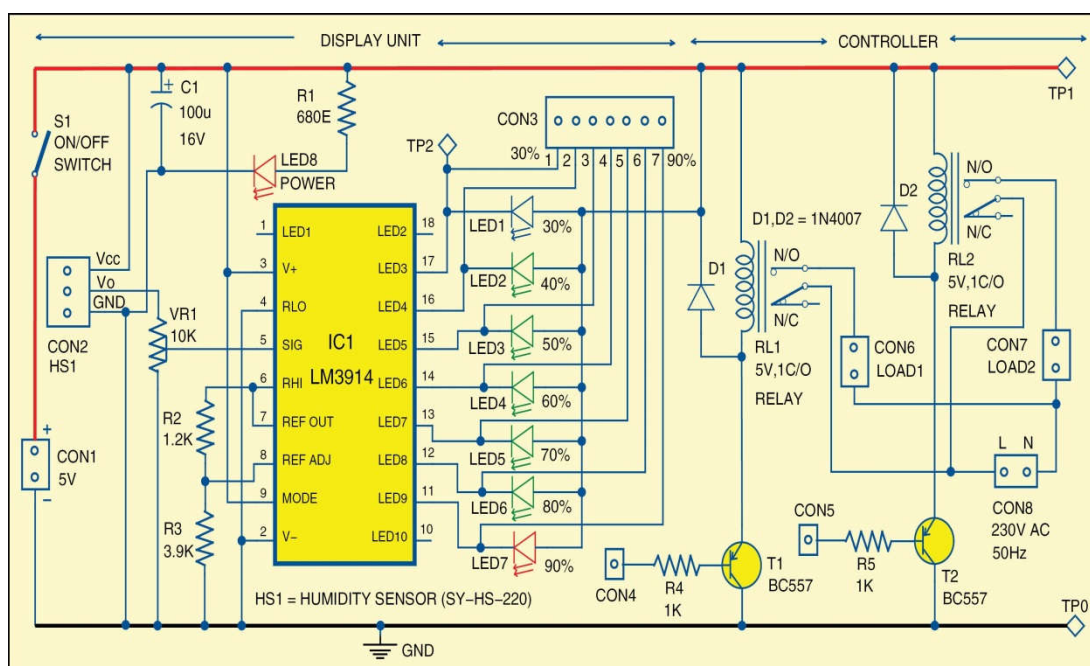 DISPLAY UNIT
CONTROLLER
TP1
S1
ON/OFF
SWITCH
C1
100u
16V
R1
680E
LED8
POWER
TP2
CON3
30%
1 2 3 4 5 6 7
90%
Vcc
Vo
GND
CON2
HS1
VR1
10K
R2
1.2K
R3
3.9K
CON1
5V
+
−
+
IC1
LM3914
1 LED1
3 V+
4 RLO
5 SIG
6 RHI
7 REF OUT
8 REF ADJ
9 MODE
2 V−
LED2 18
LED3 17
LED4 16
LED5 15
LED6 14
LED7 13
LED8 12
LED9 11
LED10 10
LED1 30%
LED2 40%
LED3 50%
LED4 60%
LED5 70%
LED6 80%
LED7 90%
D1,D2 = 1N4007
D1
N/O
N/C
RL1
5V,1C/O
RELAY
D2
N/O
N/C
RL2
5V,1C/O
RELAY
CON6
LOAD1
CON7
LOAD2
L N
CON8
230V AC
50Hz
CON4
R4
1K
T1
BC557
CON5
R5
1K
T2
BC557
HS1 = HUMIDITY SENSOR (SY−HS−220)
GND
TP0